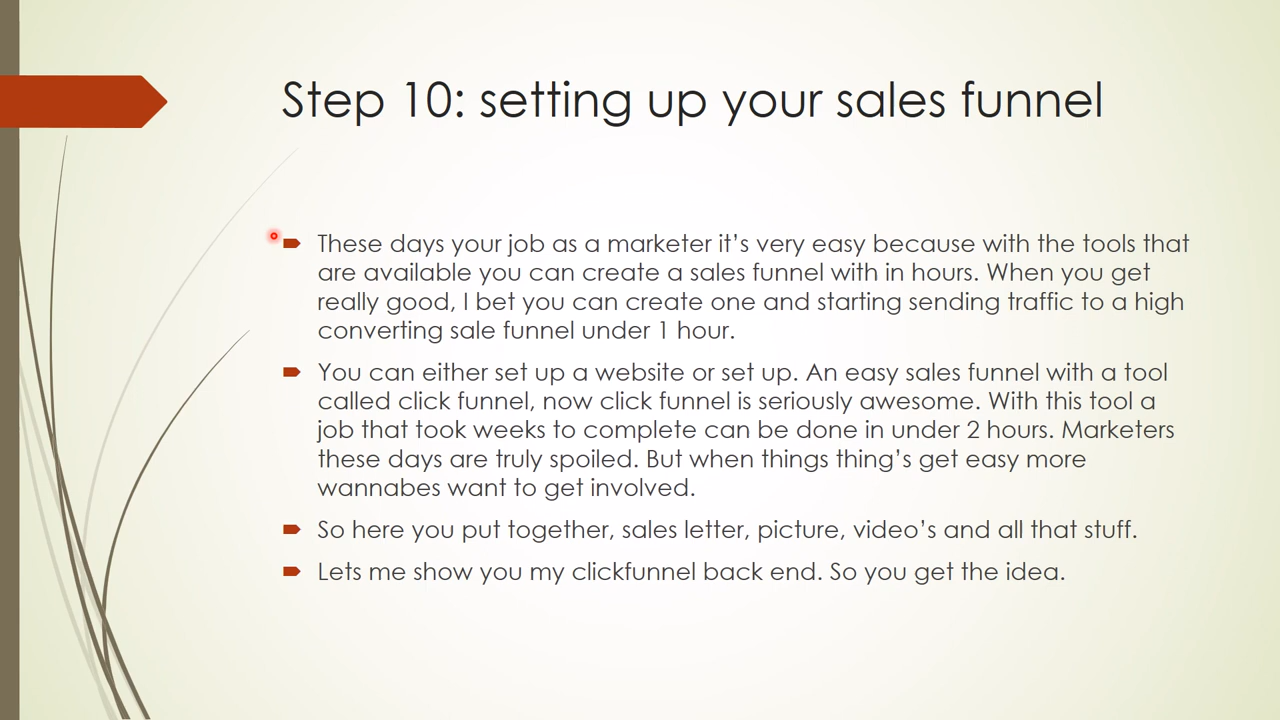 Step 10: setting up your sales funnel
These days your job as a marketer it’s very easy because with the tools that
are available you can create a sales funnel with in hours. When you get
really good, I bet you can create one and starting sending traffic to a high
converting sale funnel under 1 hour.
You can either set up a website or set up. An easy sales funnel with a tool
called click funnel, now click funnel is seriously awesome. With this tool a
job that took weeks to complete can be done in under 2 hours. Marketers
these days are truly spoiled. But when things thing’s get easy more
wannabes want to get involved.
So here you put together, sales letter, picture, video’s and all that stuff.
Lets me show you my clickfunnel back end. So you get the idea.